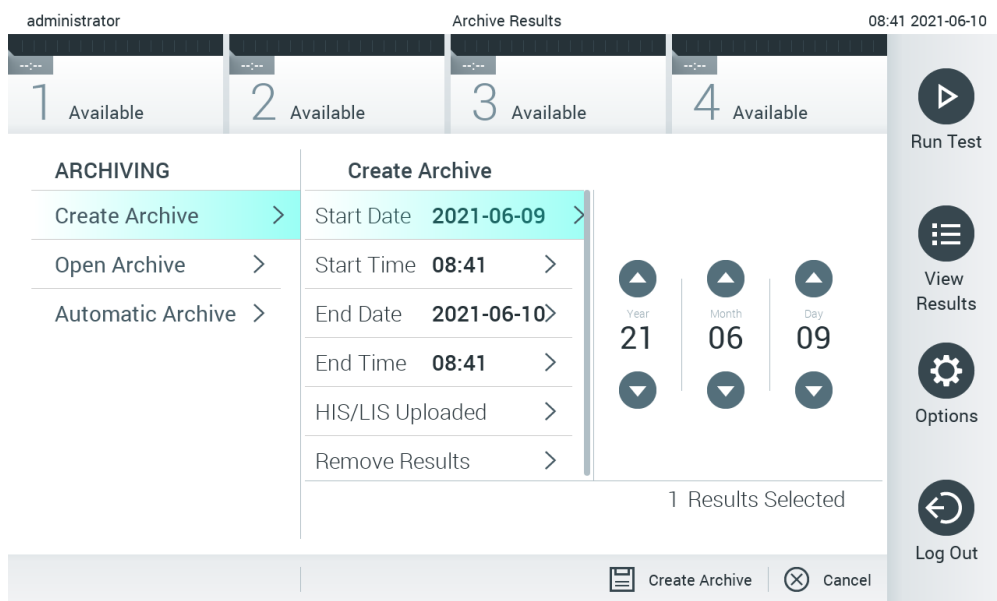 administrator Archive Results 08:41 2021-06-10
--:-- --:-- --:-- --:--
1 Available 2 Available 3 Available 4 Available
Run Test
ARCHIVING
Create Archive
Open Archive
Automatic Archive
Create Archive
Start Date 2021-06-09
Start Time 08:41
End Date 2021-06-10
End Time 08:41
HIS/LIS Uploaded
Remove Results
Year Month Day
21 06 09
1 Results Selected
View
Results
Options
Log Out
Create Archive Cancel